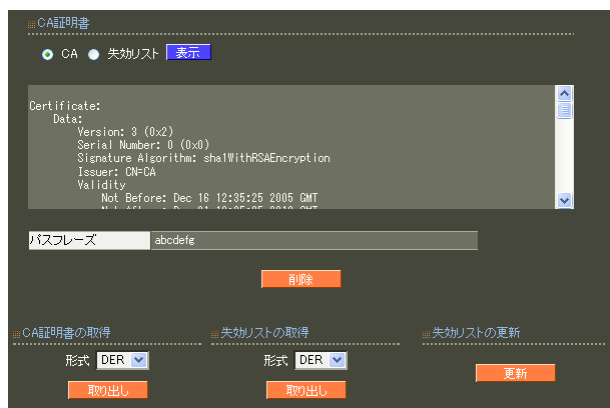 CA証明書
CA 失効リスト 表示
Certificate:
Data:
Version: 3 (0x2)
Serial Number: 0 (0x0)
Signature Algorithm: sha1WithRSAEncryption
Issuer: CN=CA
Validity
Not Before: Dec 16 12:35:25 2005 GMT
パスフレーズ abcdefg
削除
CA証明書の取得 失効リストの取得 失効リストの更新
形式 DER 形式 DER
取り出し 取り出し 更新